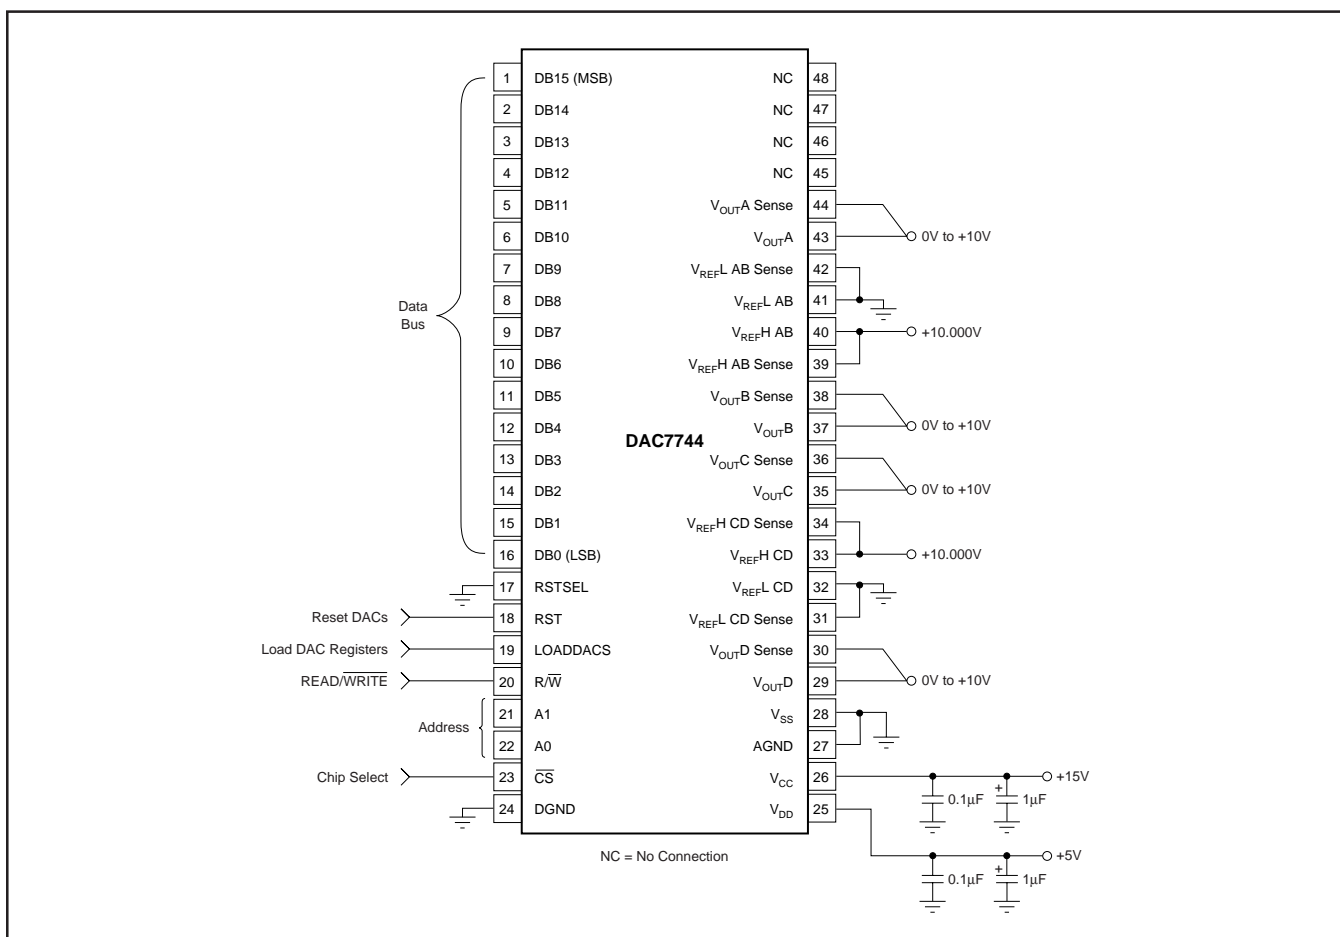 1 DB15 (MSB) NC 48
2 DB14 NC 47
3 DB13 NC 46
4 DB12 NC 45
5 DB11 VOUTA Sense 44
6 DB10 VOUTA 43 0V to +10V
7 DB9 VREFL AB Sense 42
8 DB8 VREFL AB 41
Data
Bus
9 DB7 VREFH AB 40 +10.000V
10 DB6 VREFH AB Sense 39
11 DB5 VOUTB Sense 38
12 DB4 VOUTB 37 0V to +10V
DAC7744
13 DB3 VOUTC Sense 36
14 DB2 VOUTC 35 0V to +10V
15 DB1 VREFH CD Sense 34
16 DB0 (LSB) VREFH CD 33 +10.000V
17 RSTSEL VREFL CD 32
Reset DACs 18 RST VREFL CD Sense 31
Load DAC Registers 19 LOADDACS VOUTD Sense 30
READ/W̅R̅I̅T̅E̅ 20 R/W̅ VOUTD 29 0V to +10V
21 A1 VSS 28
Address
22 A0 AGND 27
Chip Select 23 C̅S̅ VCC 26 +15V
0.1µF + 1µF
24 DGND VDD 25
NC = No Connection
+5V
0.1µF + 1µF